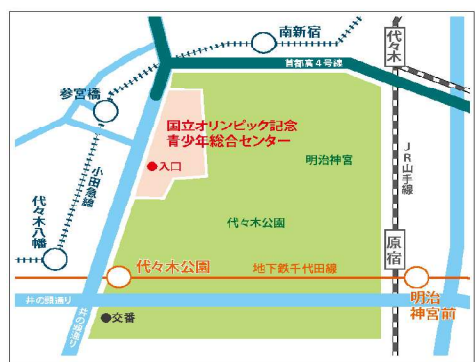 南新宿
首都高4号線
代々木
参宮橋
国立オリンピック記念
青少年総合センター
入口
明治神宮
JR山手線
小田急線
代々木八幡
代々木公園
原宿
代々木公園
地下鉄千代田線
明治
神宮前
井の頭通り
井の頭通り
交番